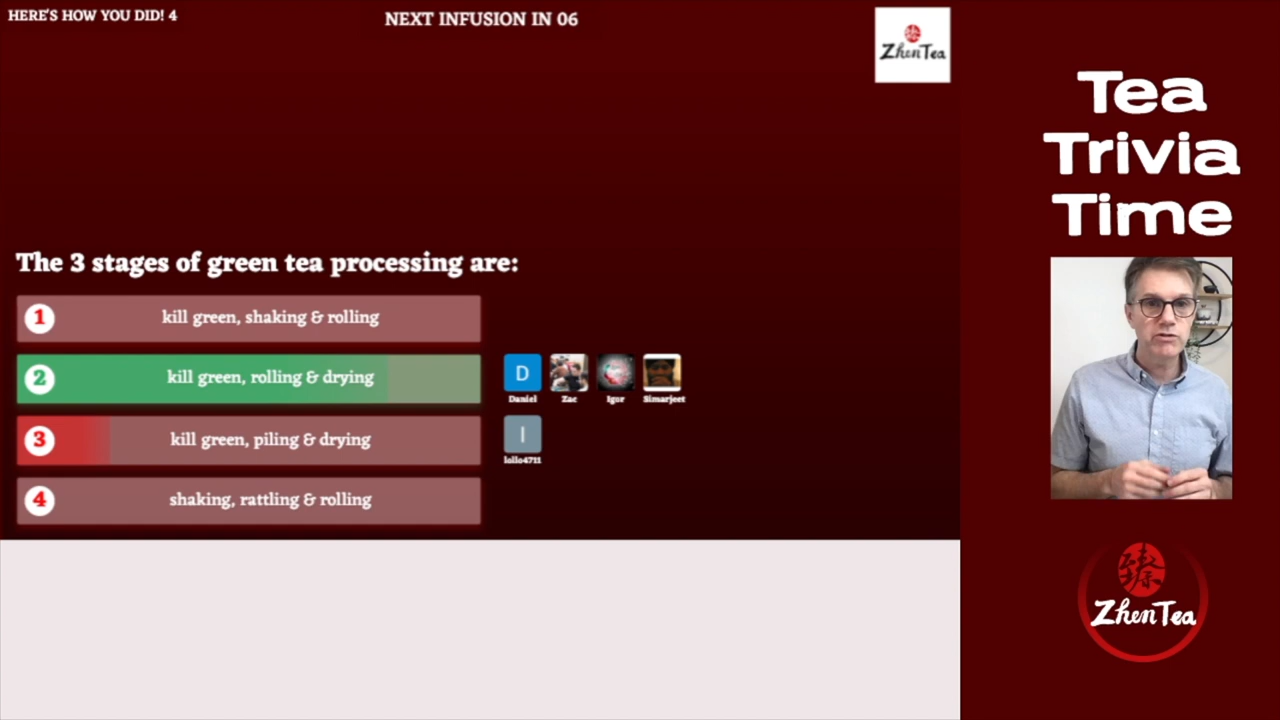 HERE'S HOW YOU DID! 4
NEXT INFUSION IN 06
ZhenTea
Tea
Trivia
Time
The 3 stages of green tea processing are:
1 kill green, shaking & rolling
2 kill green, rolling & drying
D
Daniel Zac Igor Simarjeet
3 kill green, piling & drying
l
lollo4711
4 shaking, rattling & rolling
臻
ZhenTea